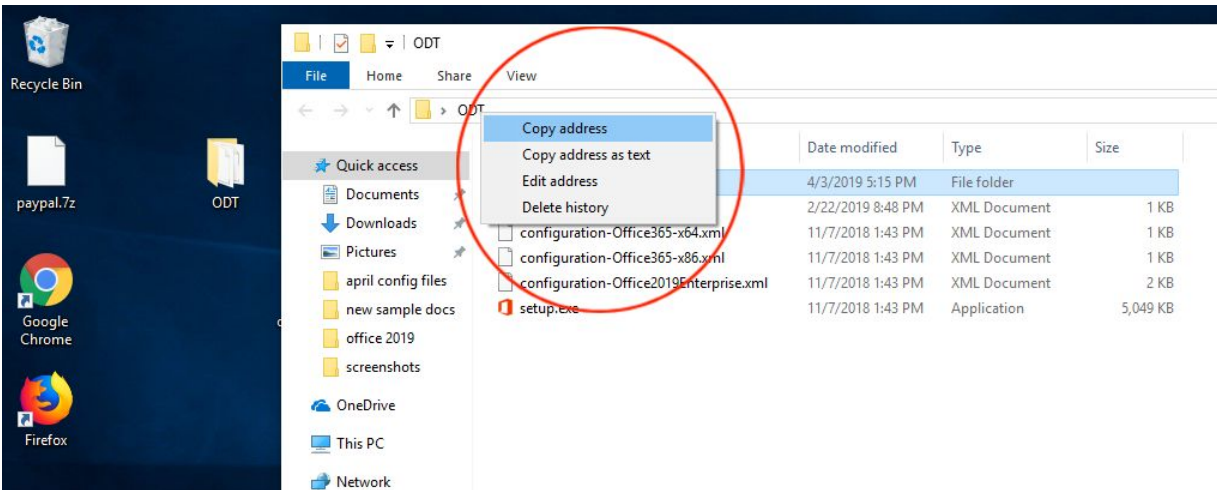 ODT
File Home Share View
ODT
Recycle Bin
paypal.7z
ODT
Google
Chrome
Firefox
Quick access
Documents
Downloads
Pictures
april config files
new sample docs
office 2019
screenshots
OneDrive
This PC
Network
Copy address
Copy address as text
Edit address
Delete history
Date modified Type Size
4/3/2019 5:15 PM File folder
2/22/2019 8:48 PM XML Document 1 KB
configuration-Office365-x64.xml 11/7/2018 1:43 PM XML Document 1 KB
configuration-Office365-x86.xml 11/7/2018 1:43 PM XML Document 1 KB
configuration-Office2019Enterprise.xml 11/7/2018 1:43 PM XML Document 2 KB
setup.exe 11/7/2018 1:43 PM Application 5,049 KB